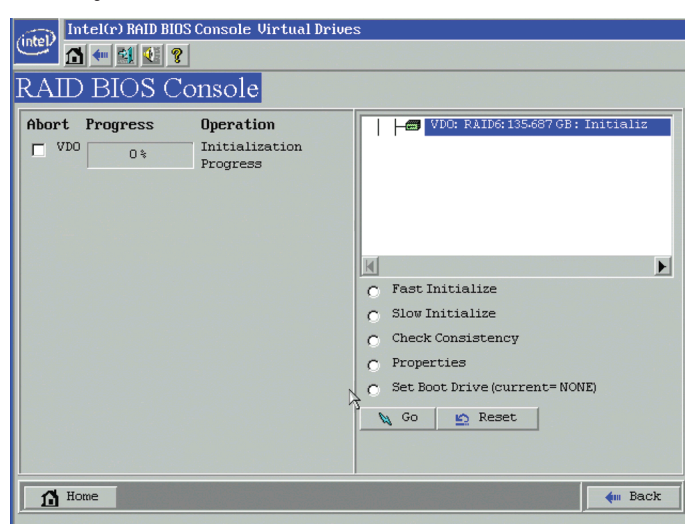 Intel(r) RAID BIOS Console Virtual Drives
intel
?
RAID BIOS Console
Abort Progress Operation
VD0 0% Initialization
Progress
VD0: RAID6: 135.687 GB: Initializ
Fast Initialize
Slow Initialize
Check Consistency
Properties
Set Boot Drive (current= NONE)
Go Reset
Home Back